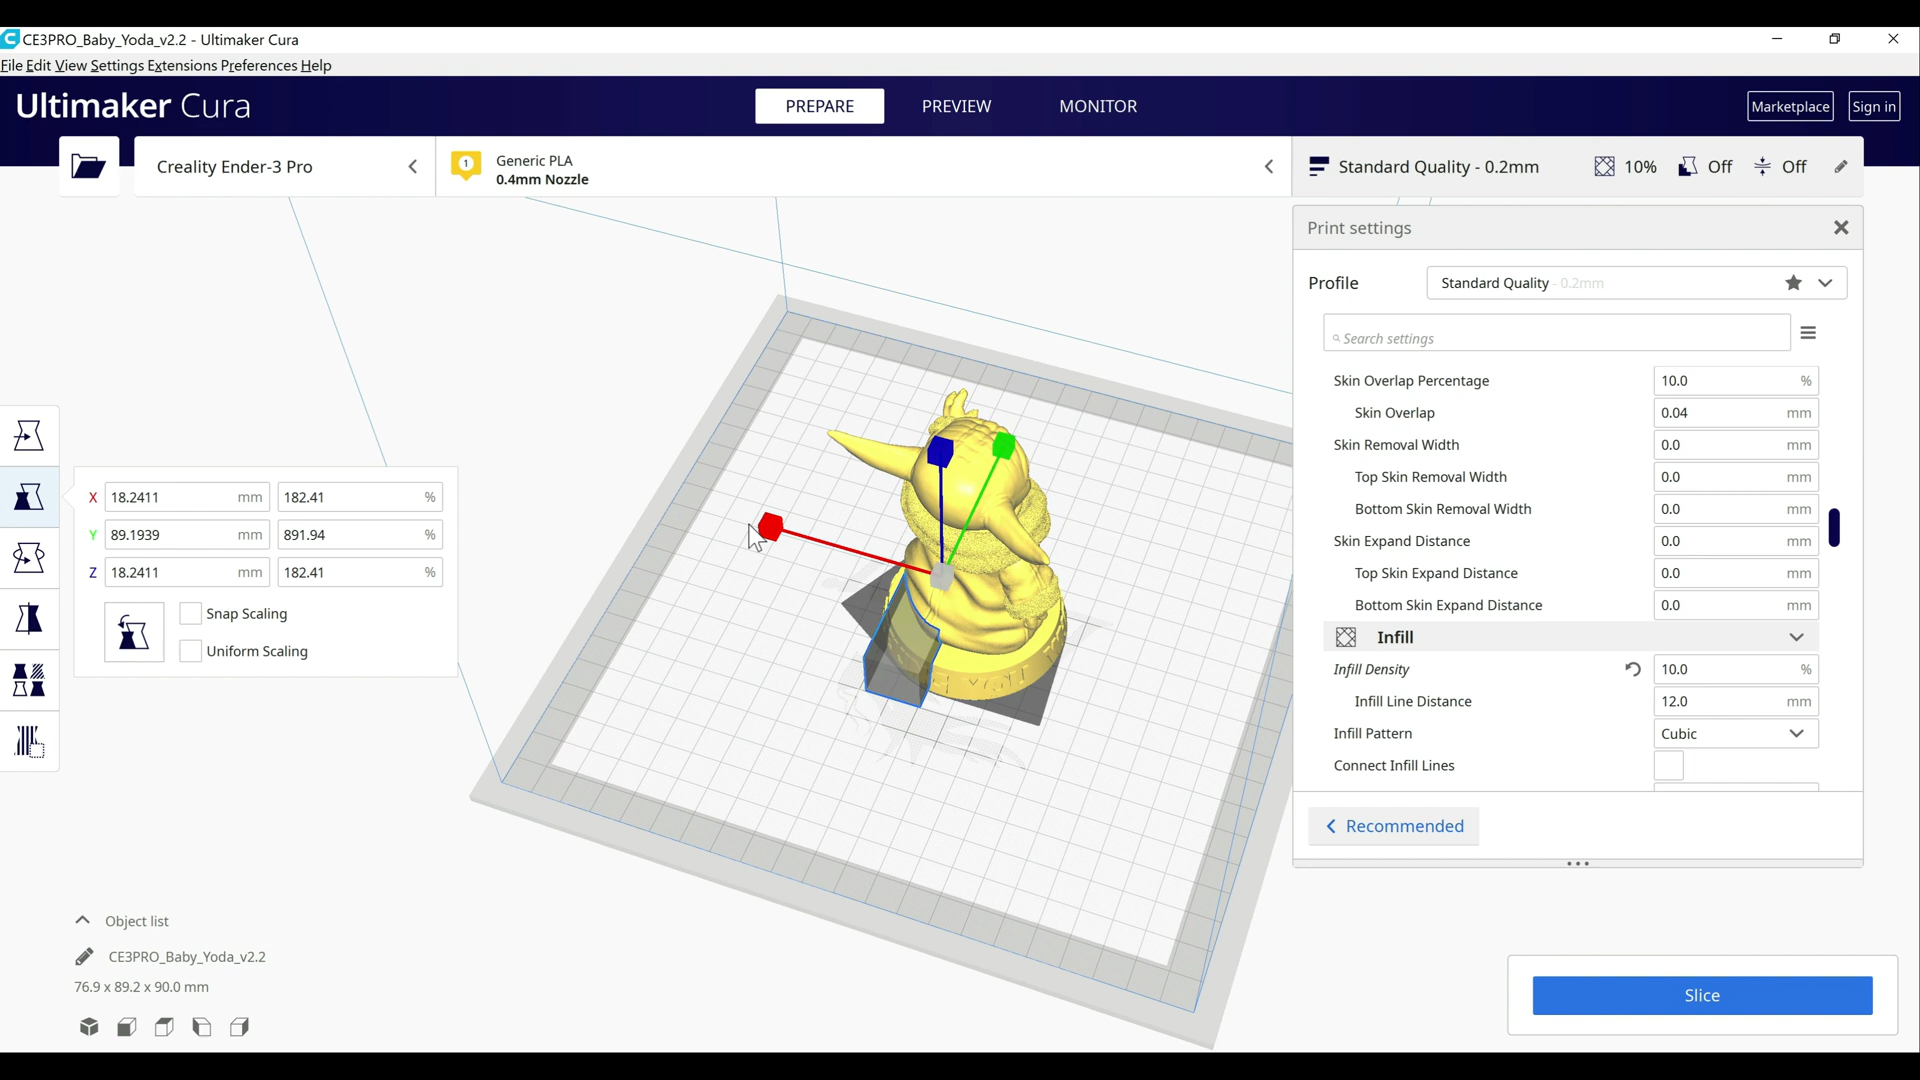 CE3PRO_Baby_Yoda_v2.2 - Ultimaker Cura
File Edit View Settings Extensions Preferences Help
Ultimaker Cura
PREPARE
PREVIEW
MONITOR
Marketplace
Sign in
Creality Ender-3 Pro
1
Generic PLA
0.4mm Nozzle
Standard Quality - 0.2mm
10%
Off
Off
Print settings
Profile
Standard Quality - 0.2mm
Search settings
Skin Overlap Percentage 10.0 %
Skin Overlap 0.04 mm
Skin Removal Width 0.0 mm
Top Skin Removal Width 0.0 mm
Bottom Skin Removal Width 0.0 mm
Skin Expand Distance 0.0 mm
Top Skin Expand Distance 0.0 mm
Bottom Skin Expand Distance 0.0 mm
Infill
Infill Density 10.0 %
Infill Line Distance 12.0 mm
Infill Pattern Cubic
Connect Infill Lines
Recommended
X 18.2411 mm 182.41 %
Y 89.1939 mm 891.94 %
Z 18.2411 mm 182.41 %
Snap Scaling
Uniform Scaling
Object list
CE3PRO_Baby_Yoda_v2.2
76.9 x 89.2 x 90.0 mm
Slice